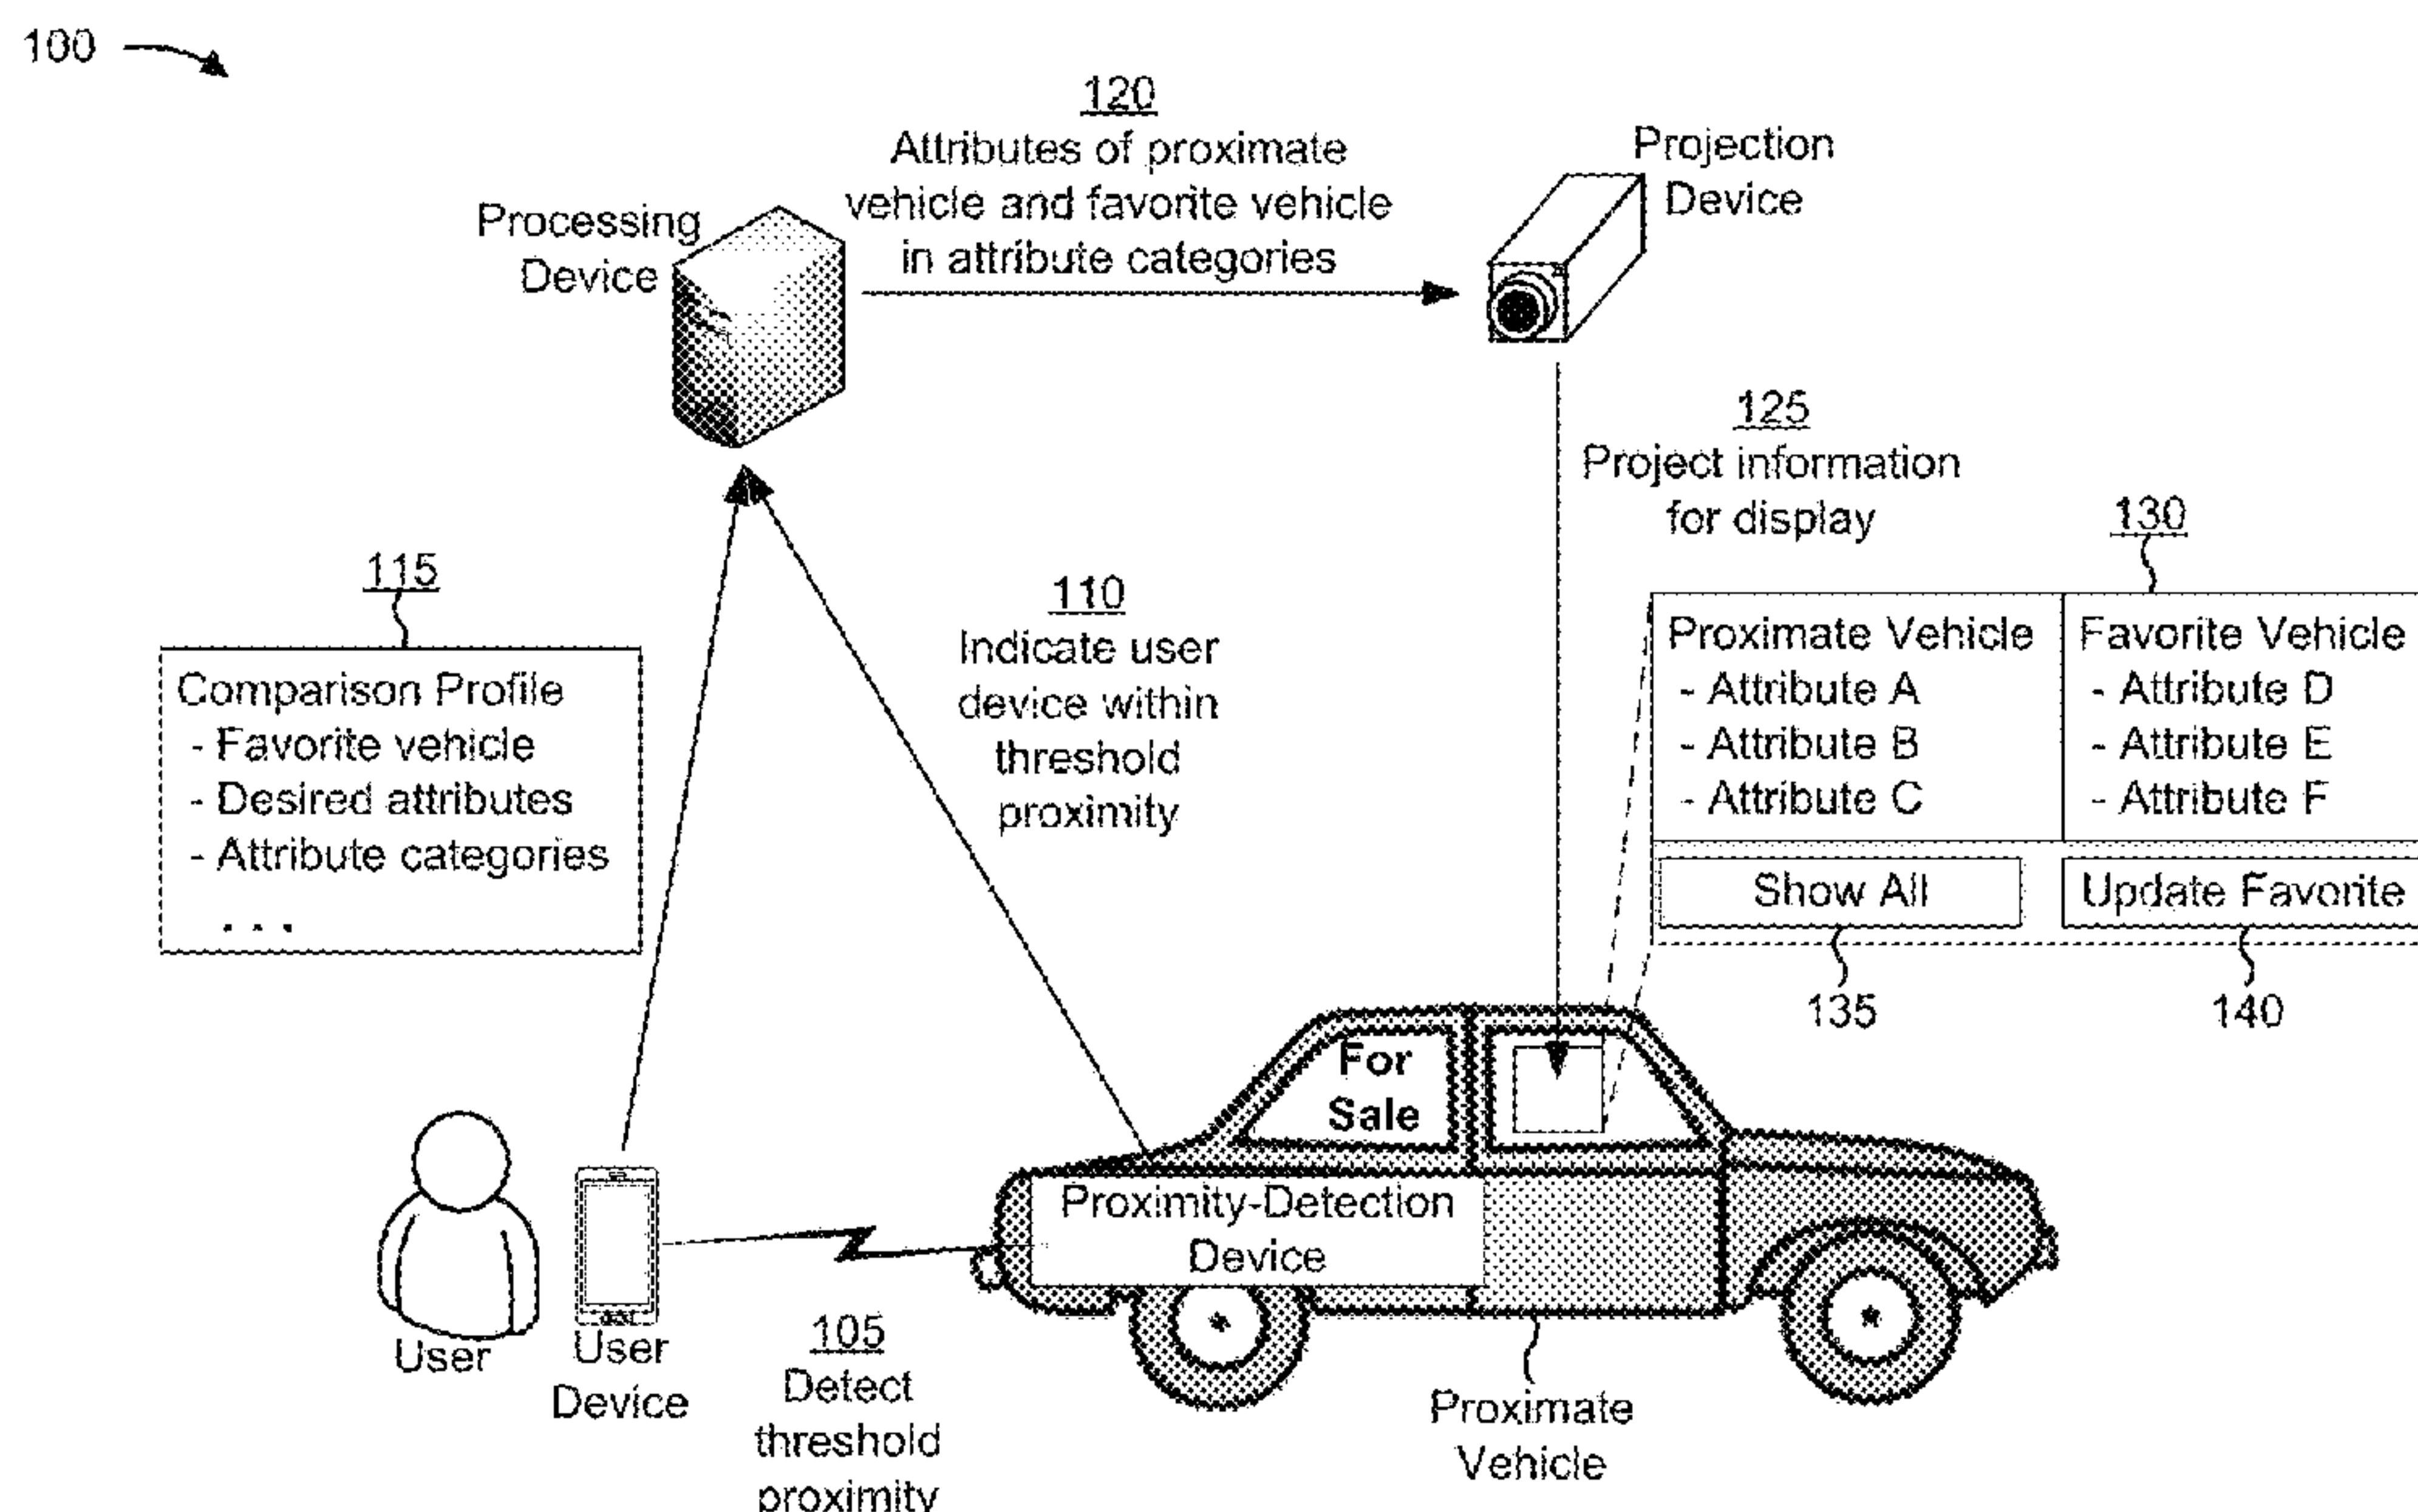 100
120
Attributes of proximate
vehicle and favorite vehicle
in attribute categories
Projection
Device
Processing
Device
125
Project information
for display
115
Comparison Profile
- Favorite vehicle
- Desired attributes
- Attribute categories
. . .
110
Indicate user
device within
threshold
proximity
130
Proximate Vehicle
- Attribute A
- Attribute B
- Attribute C
Favorite Vehicle
- Attribute D
- Attribute E
- Attribute F
Show All
Update Favorite
135
140
For
Sale
Proximity-Detection
Device
User
User
Device
105
Detect
threshold
proximity
Proximate
Vehicle